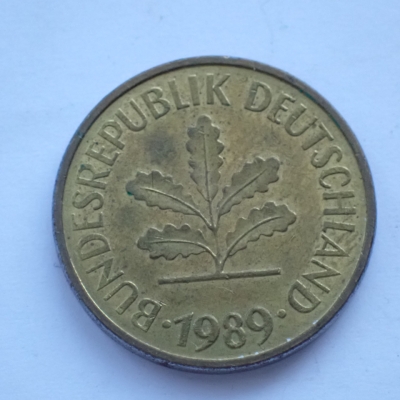 BUNDESREPUBLIK DEUTSCHLAND
· 1989 ·